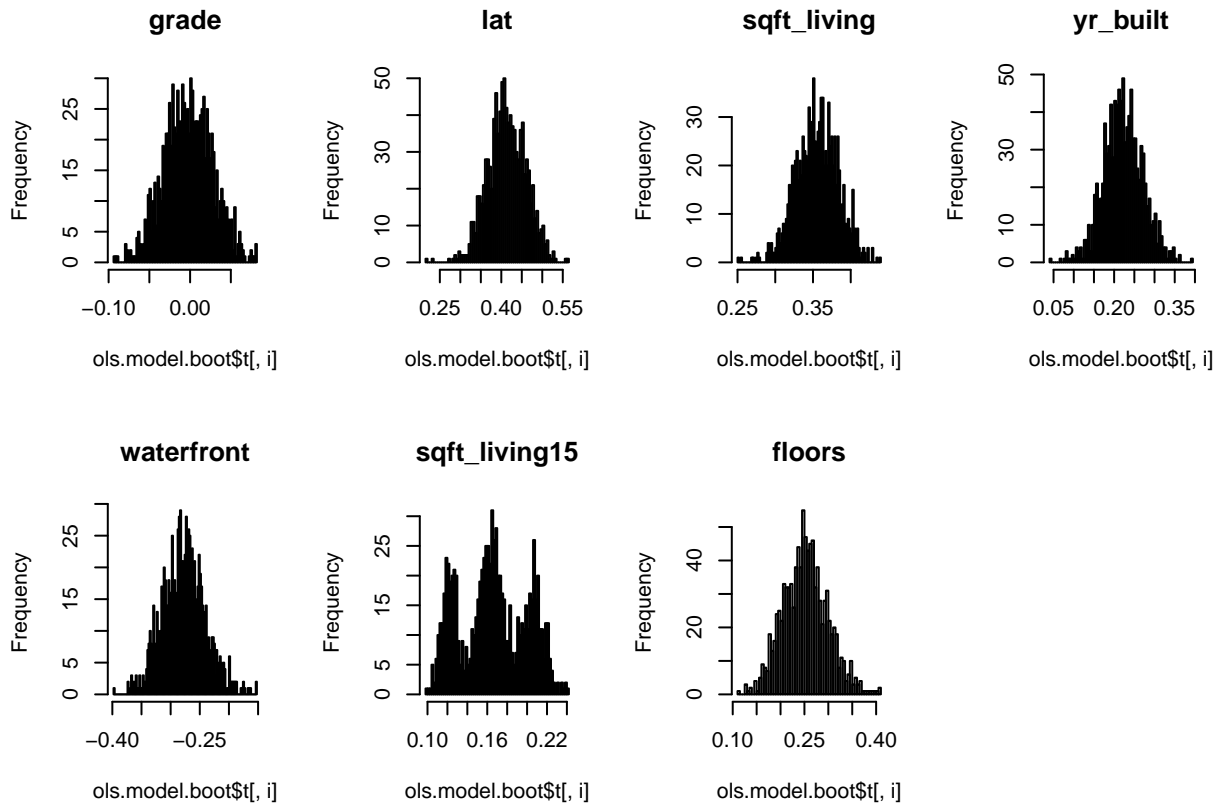 grade
lat
sqft_living
yr_built
Frequency
0 5 15 25
−0.10 0.00
ols.model.boot$t[, i]
Frequency
0 10 30 50
0.25 0.40 0.55
ols.model.boot$t[, i]
Frequency
0 10 20 30
0.25 0.35
ols.model.boot$t[, i]
Frequency
0 10 30 50
0.05 0.20 0.35
ols.model.boot$t[, i]
waterfront
sqft_living15
floors
Frequency
0 5 15 25
−0.40 −0.25
ols.model.boot$t[, i]
Frequency
0 5 15 25
0.10 0.16 0.22
ols.model.boot$t[, i]
Frequency
0 20 40
0.10 0.25 0.40
ols.model.boot$t[, i]